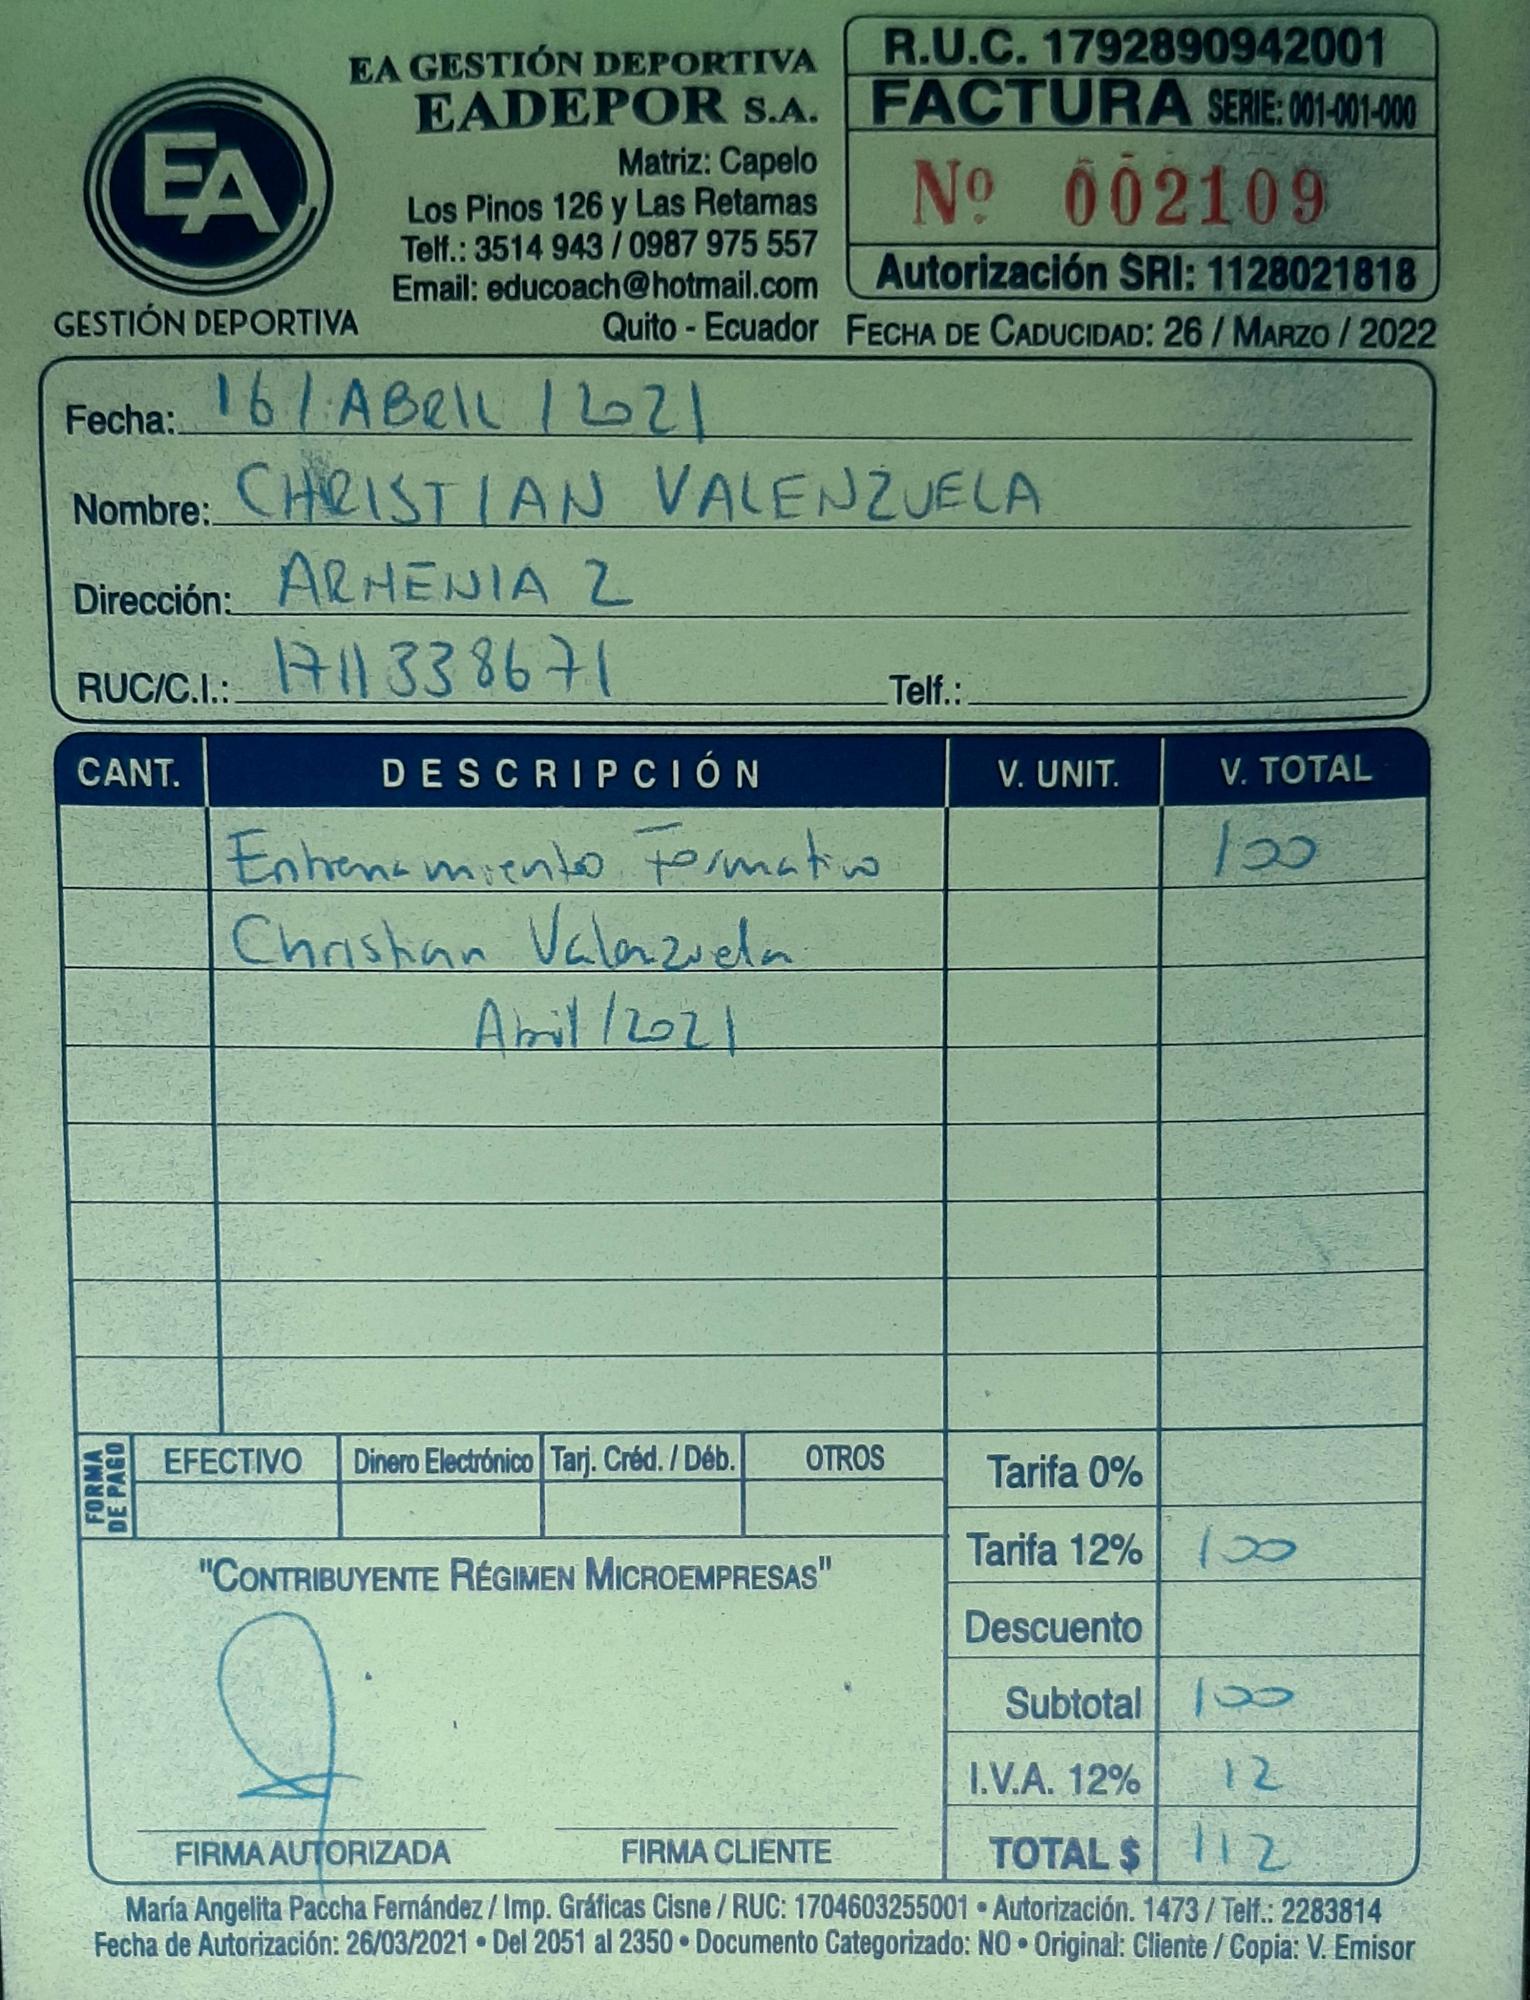 EA GESTIÓN DEPORTIVA
EADEPOR S.A.
Matriz: Capelo
Los Pinos 126 y Las Retamas
Telf.: 3514 943 / 0987 975 557
Email: educoach@hotmail.com
Quito - Ecuador
EA
GESTIÓN DEPORTIVA
R.U.C. 1792890942001
FACTURA SERIE: 001-001-000
Nº 002109
Autorización SRI: 1128021818
FECHA DE CADUCIDAD: 26 / MARZO / 2022
Fecha: 16 / ABRIL / 2021
Nombre: CHRISTIAN VALENZUELA
Dirección: ARMENIA 2
RUC/C.I.: 1711338671 Telf.:
CANT. DESCRIPCIÓN V. UNIT. V. TOTAL
Entrenamiento Formativo 100
Christian Valenzuela
Abril / 2021
FORMA DE PAGO EFECTIVO Dinero Electrónico Tarj. Créd. / Déb. OTROS
Tarifa 0%
Tarifa 12% 100
Descuento
Subtotal 100
I.V.A. 12% 12
TOTAL $ 112
"CONTRIBUYENTE RÉGIMEN MICROEMPRESAS"
FIRMA AUTORIZADA FIRMA CLIENTE
María Angelita Paccha Fernández / Imp. Gráficas Cisne / RUC: 1704603255001 • Autorización. 1473 / Telf.: 2283814
Fecha de Autorización: 26/03/2021 • Del 2051 al 2350 • Documento Categorizado: NO • Original: Cliente / Copia: V. Emisor